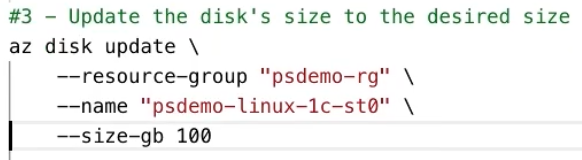 #3 - Update the disk's size to the desired size
az disk update \
    --resource-group "psdemo-rg" \
    --name "psdemo-linux-1c-st0" \
    --size-gb 100